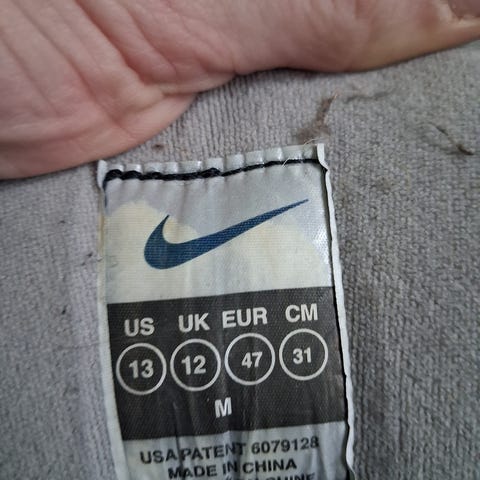 US UK EUR CM
13 12 47 31
M
USA PATENT 6079128
MADE IN CHINA